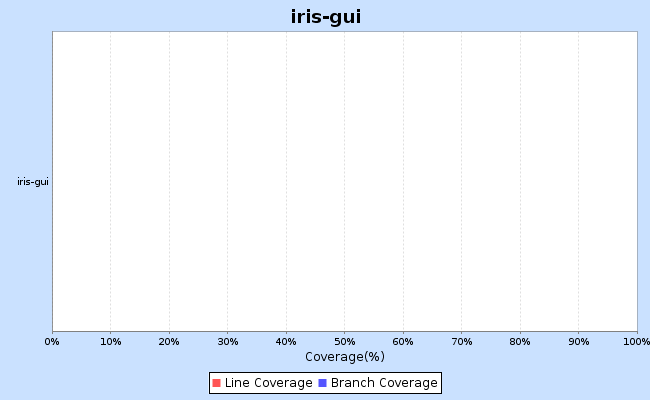 iris-gui
iris-gui
0% 10% 20% 30% 40% 50% 60% 70% 80% 90% 100%
Coverage(%)
Line Coverage Branch Coverage